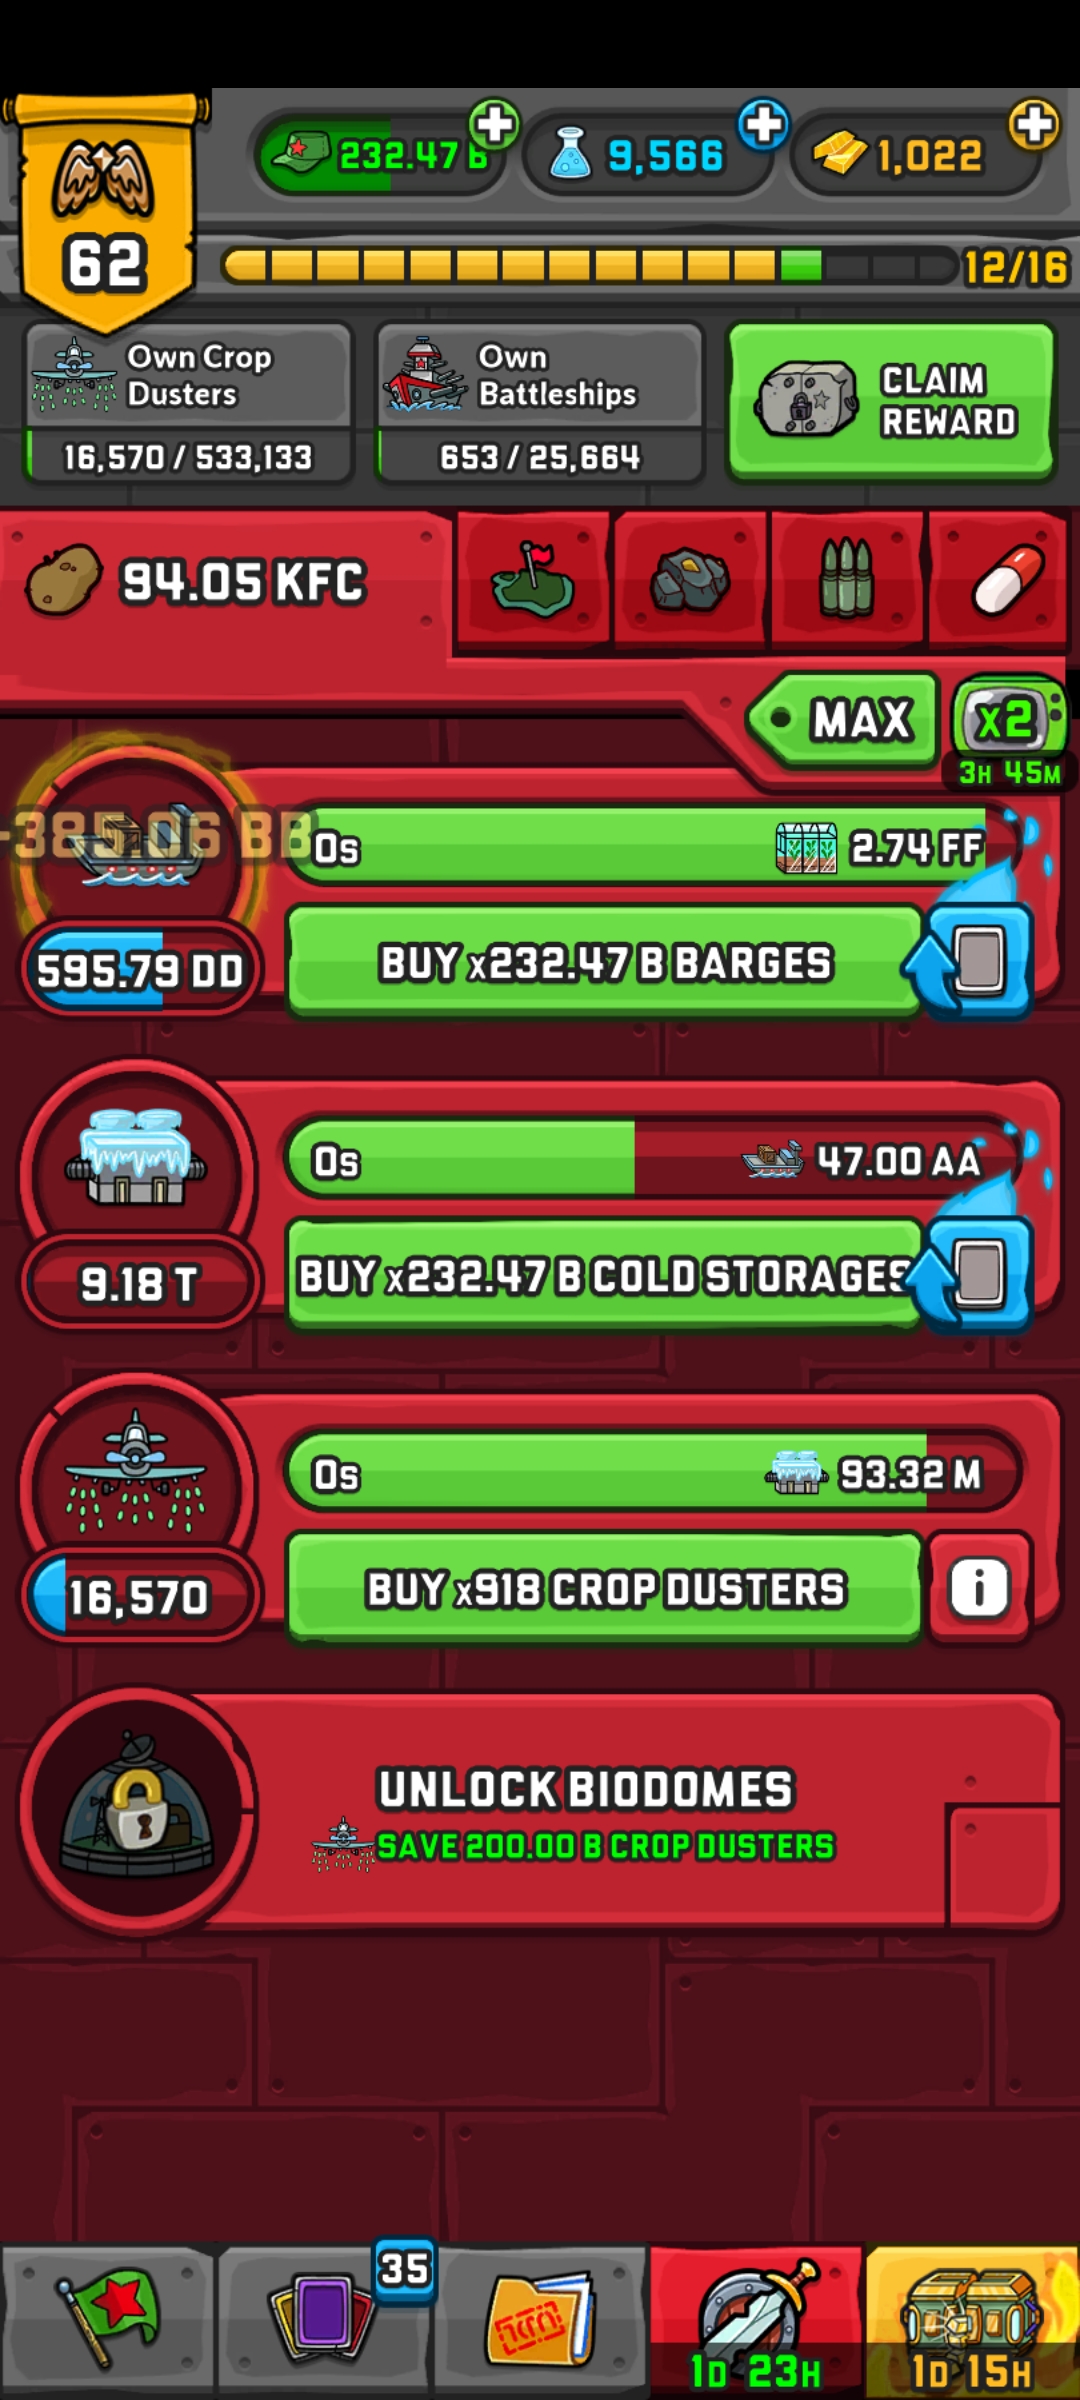 232.47 B
9,566
1,022
62
12/16
Own Crop
Dusters
Own
Battleships
CLAIM
REWARD
16,570 / 533,133
653 / 25,664
94.05 KFC
MAX
x2
3H 45M
-385.06 BB
0s
2.74 FF
595.79 DD
BUY x232.47 B BARGES
0s
47.00 AA
9.18 T
BUY x232.47 B COLD STORAGES
0s
93.32 M
16,570
BUY x918 CROP DUSTERS
i
UNLOCK BIODOMES
SAVE 200.00 B CROP DUSTERS
35
1D 23H
1D 15H